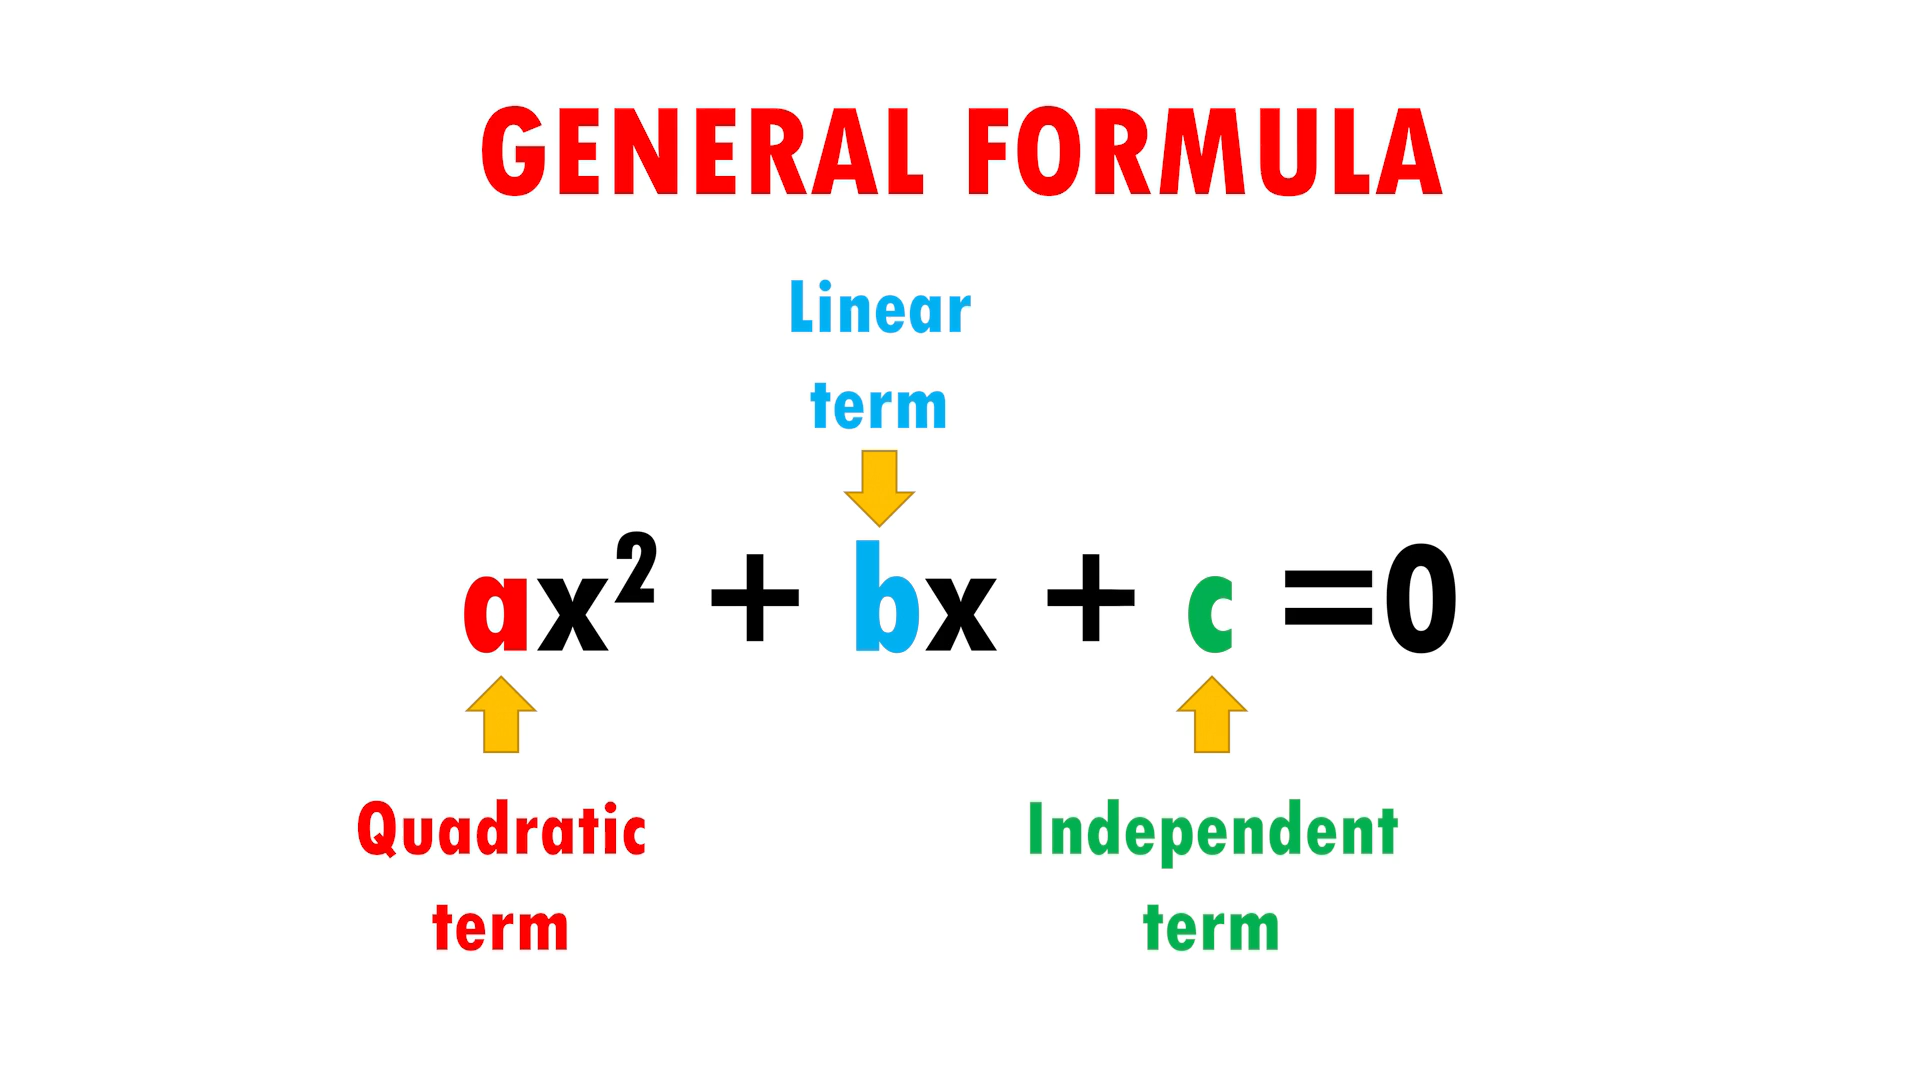 GENERAL FORMULA
Linear
term
ax² + bx + c =0
Quadratic
term
Independent
term